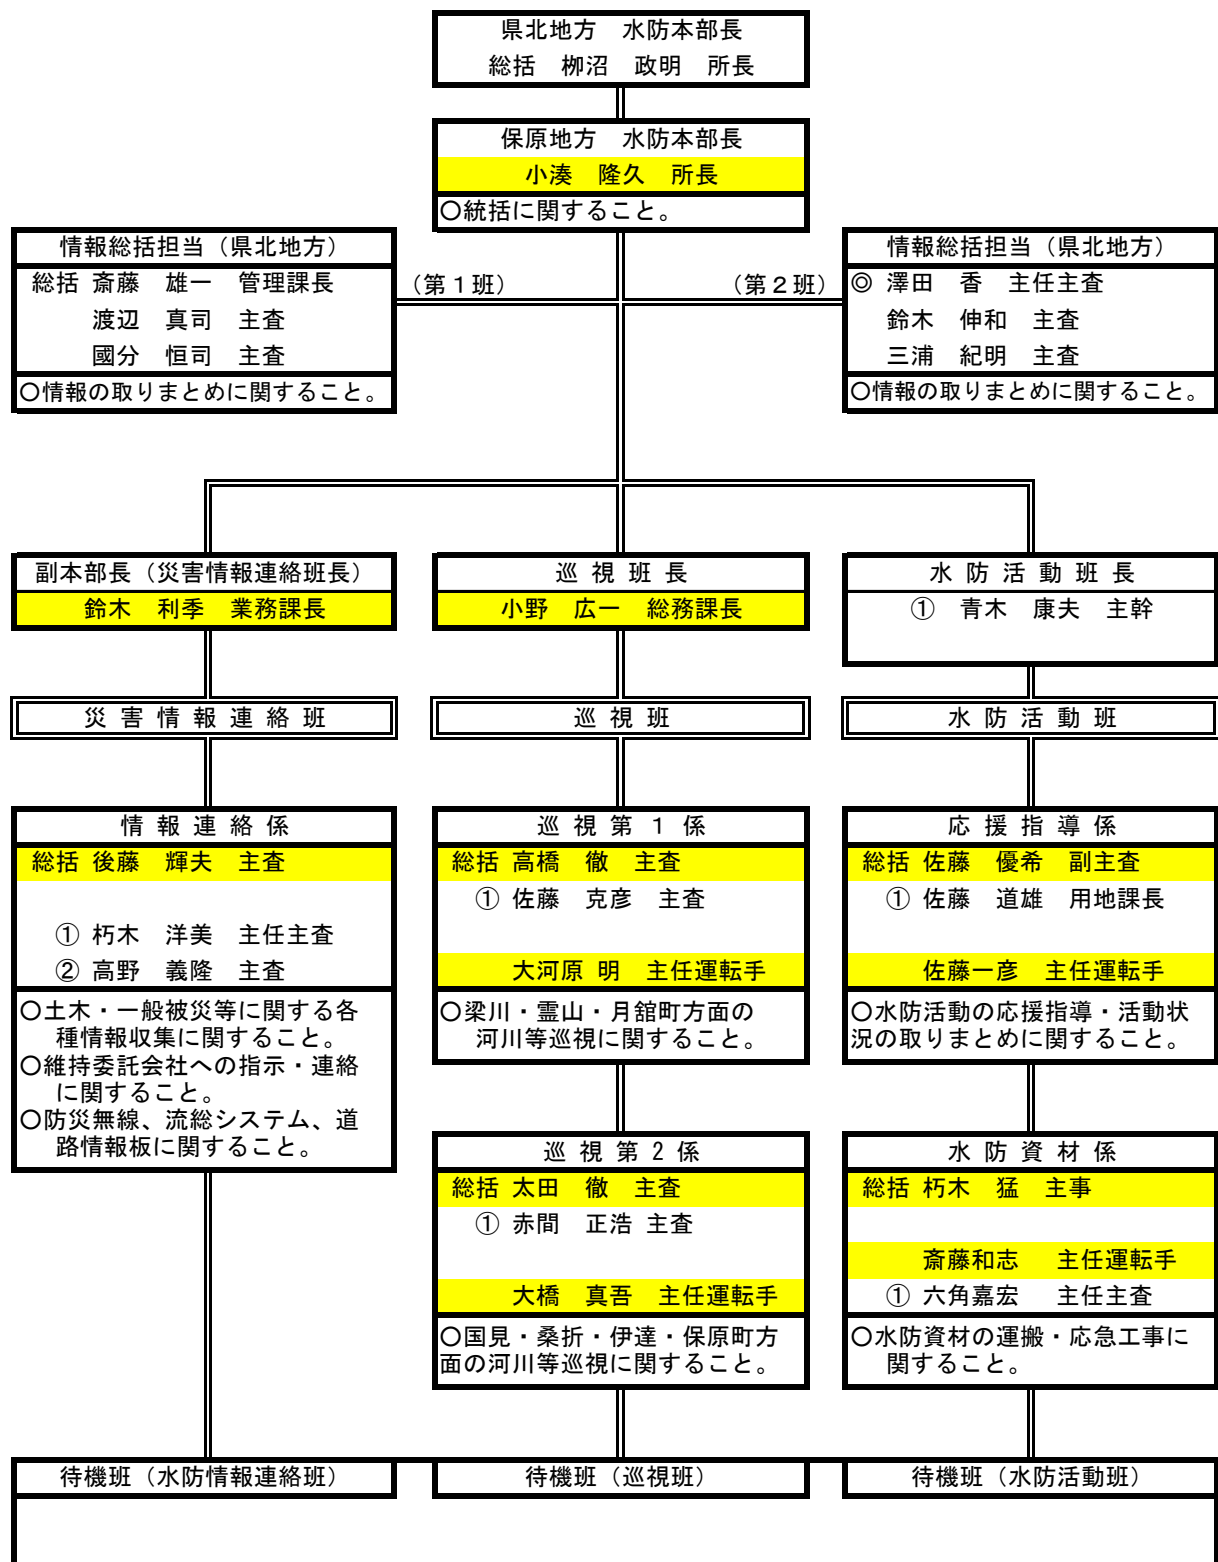 県北地方　水防本部長
総括　栁沼　政明　所長
保原地方　水防本部長
小湊　隆久　所長
〇統括に関すること。
情報総括担当（県北地方）
総括 斎藤　雄一　管理課長
渡辺　真司　主査
國分　恒司　主査
〇情報の取りまとめに関すること。
（第１班）
（第２班）
情報総括担当（県北地方）
◎ 澤田　香　主任主査
鈴木　伸和　主査
三浦　紀明　主査
〇情報の取りまとめに関すること。
副本部長（災害情報連絡班長）
鈴木　利季　業務課長
巡 視 班 長
小野　広一　総務課長
水 防 活 動 班 長
①　青木　康夫　主幹
災 害 情 報 連 絡 班
巡 視 班
水 防 活 動 班
情 報 連 絡 係
総括 後藤　輝夫　主査
① 朽木　洋美　主任主査
② 高野　義隆　主査
〇土木・一般被災等に関する各
種情報収集に関すること。
〇維持委託会社への指示・連絡
に関すること。
〇防災無線、流総システム、道
路情報板に関すること。
巡 視 第 1 係
総括 高橋　徹　主査
① 佐藤　克彦　主査
大河原 明　主任運転手
〇梁川・霊山・月舘町方面の
河川等巡視に関すること。
応 援 指 導 係
総括 佐藤　優希　副主査
① 佐藤　道雄　用地課長
佐藤一彦　主任運転手
〇水防活動の応援指導・活動状
況の取りまとめに関すること。
巡 視 第 2 係
総括 太田　徹　主査
① 赤間　正浩 主査
大橋　真吾　主任運転手
〇国見・桑折・伊達・保原町方
面の河川等巡視に関すること。
水 防 資 材 係
総括 朽木　猛　主事
斎藤和志　主任運転手
① 六角嘉宏　主任主査
〇水防資材の運搬・応急工事に
関すること。
待機班（水防情報連絡班）
待機班（巡視班）
待機班（水防活動班）